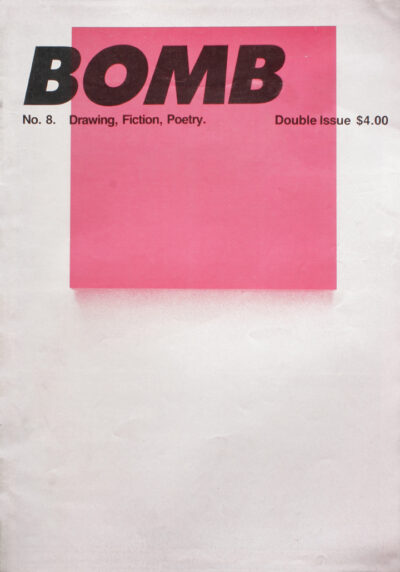 BOMB
No. 8. Drawing, Fiction, Poetry. Double Issue $4.00